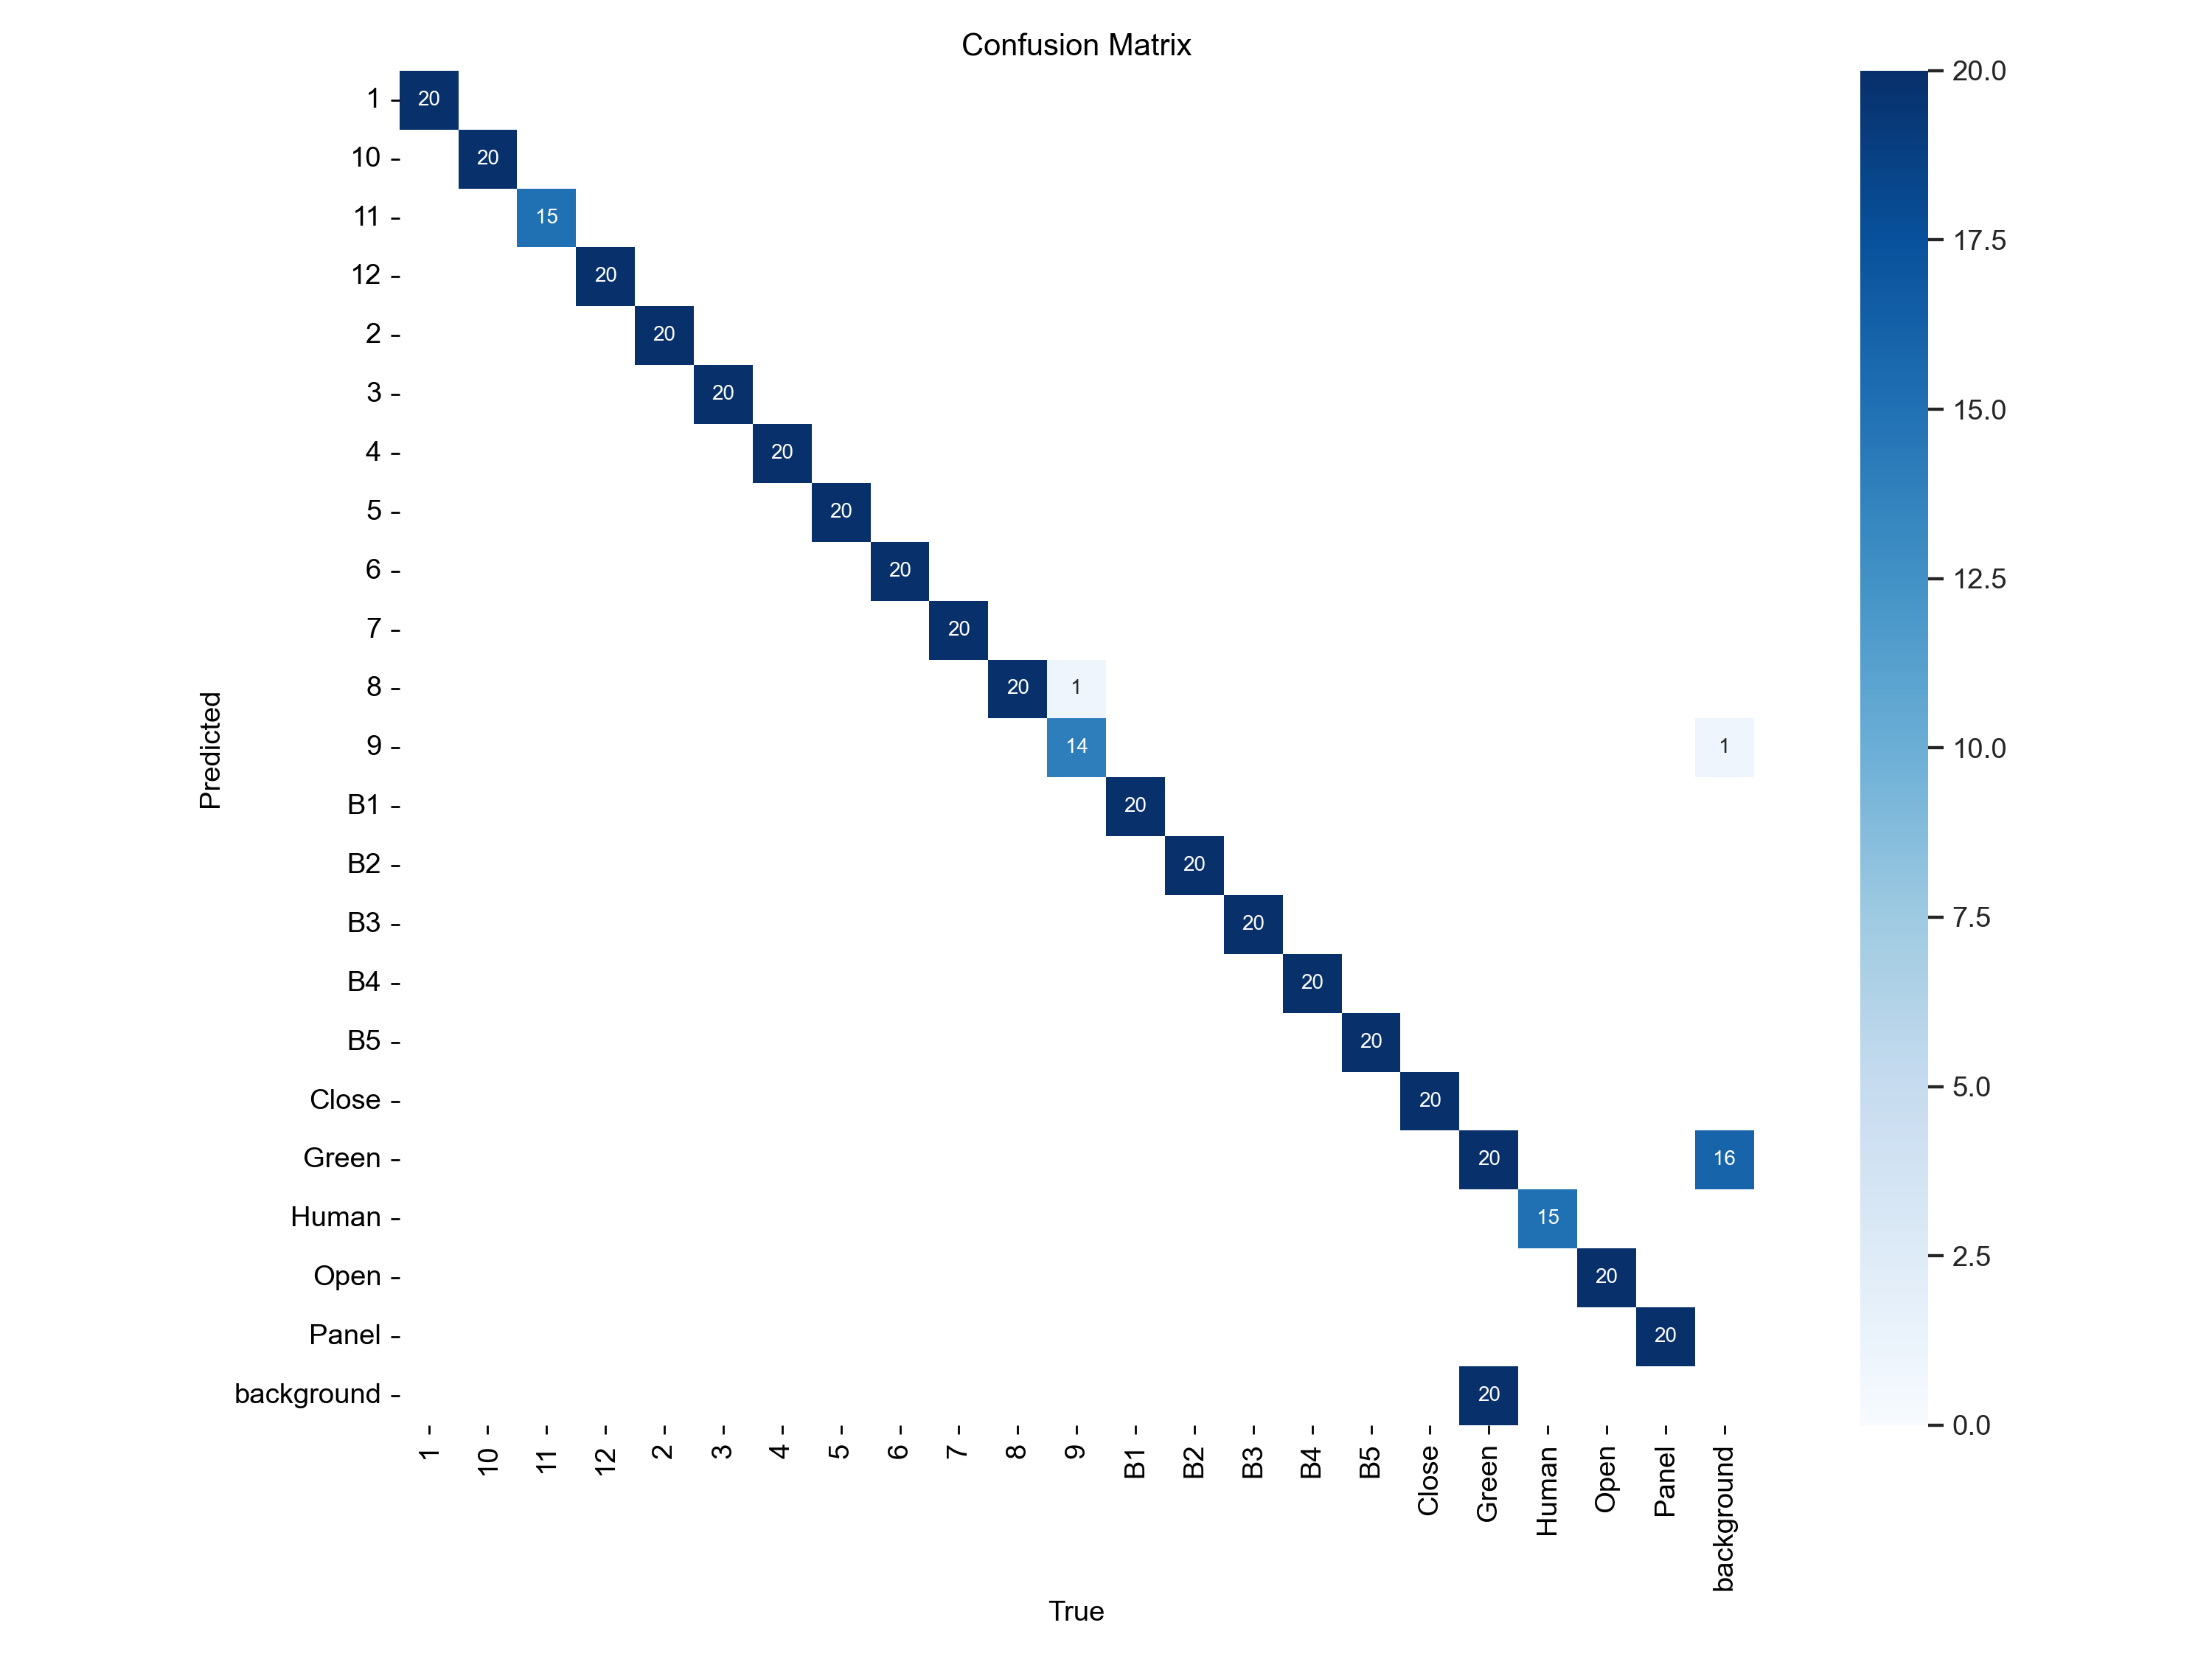 Confusion Matrix
1 20
10 20
11 15
12 20
2 20
3 20
4 20
5 20
6 20
7 20
8 20 1
9 14 1
B1 20
B2 20
B3 20
B4 20
B5 20
Close 20
Green 20 16
Human 15
Open 20
Panel 20
background 20
Predicted
1 10 11 12 2 3 4 5 6 7 8 9 B1 B2 B3 B4 B5 Close Green Human Open Panel background
True
20.0
17.5
15.0
12.5
10.0
7.5
5.0
2.5
0.0